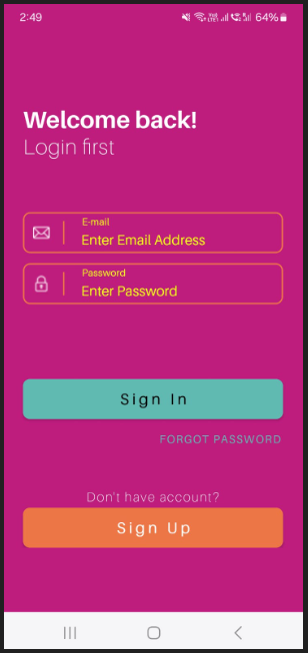 2:49 64%
Welcome back!
Login first
E-mail
Enter Email Address
Password
Enter Password
Sign In
FORGOT PASSWORD
Don't have account?
Sign Up